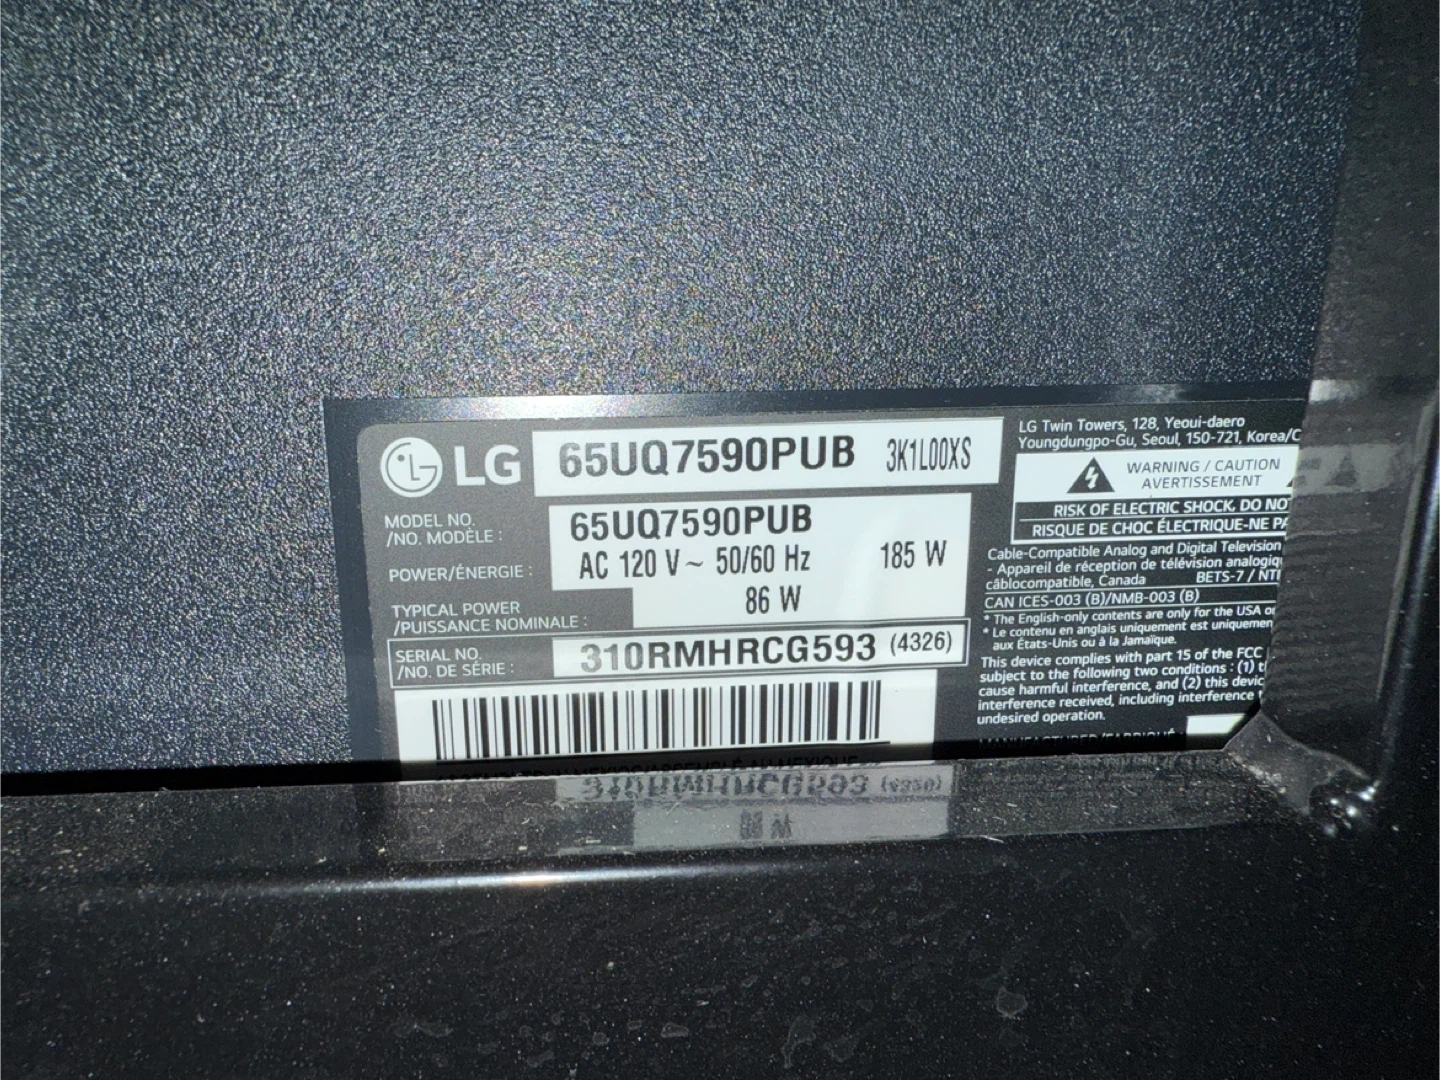 LG 65UQ7590PUB 3K1L00XS
MODEL NO.
/NO. MODÈLE : 65UQ7590PUB
POWER/ÉNERGIE : AC 120 V ~ 50/60 Hz 185 W
TYPICAL POWER
/PUISSANCE NOMINALE : 86 W
SERIAL NO.
/NO. DE SÉRIE : 310RMHRCG593 (4326)
LG Twin Towers, 128, Yeoui-daero
Youngdungpo-Gu, Seoul, 150-721, Korea/C
WARNING / CAUTION
AVERTISSEMENT
RISK OF ELECTRIC SHOCK, DO NO
RISQUE DE CHOC ÉLECTRIQUE-NE PA
Cable-Compatible Analog and Digital Television
- Appareil de réception de télévision analogiq
câblocompatible, Canada BETS-7 / NT
CAN ICES-003 (B)/NMB-003 (B)
* The English-only contents are only for the USA o
* Le contenu en anglais uniquement est uniquemen
aux États-Unis ou à la Jamaïque.
This device complies with part 15 of the FCC
subject to the following two conditions : (1) t
cause harmful interference, and (2) this devic
interference received, including interference
undesired operation.
MANUFACTURED/FABRIQUÉ